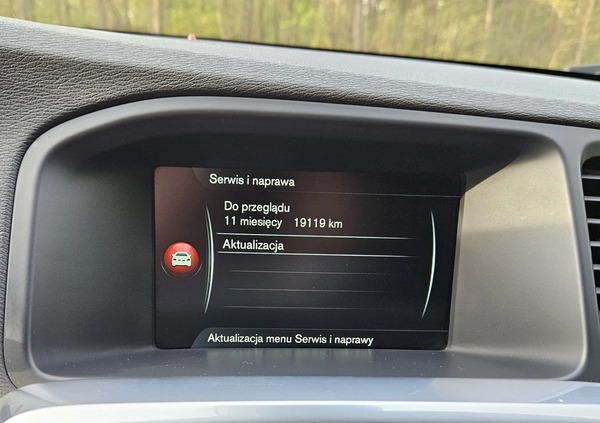 Serwis i naprawa
Do przeglądu
11 miesięcy 19119 km
Aktualizacja
Aktualizacja menu Serwis i naprawy